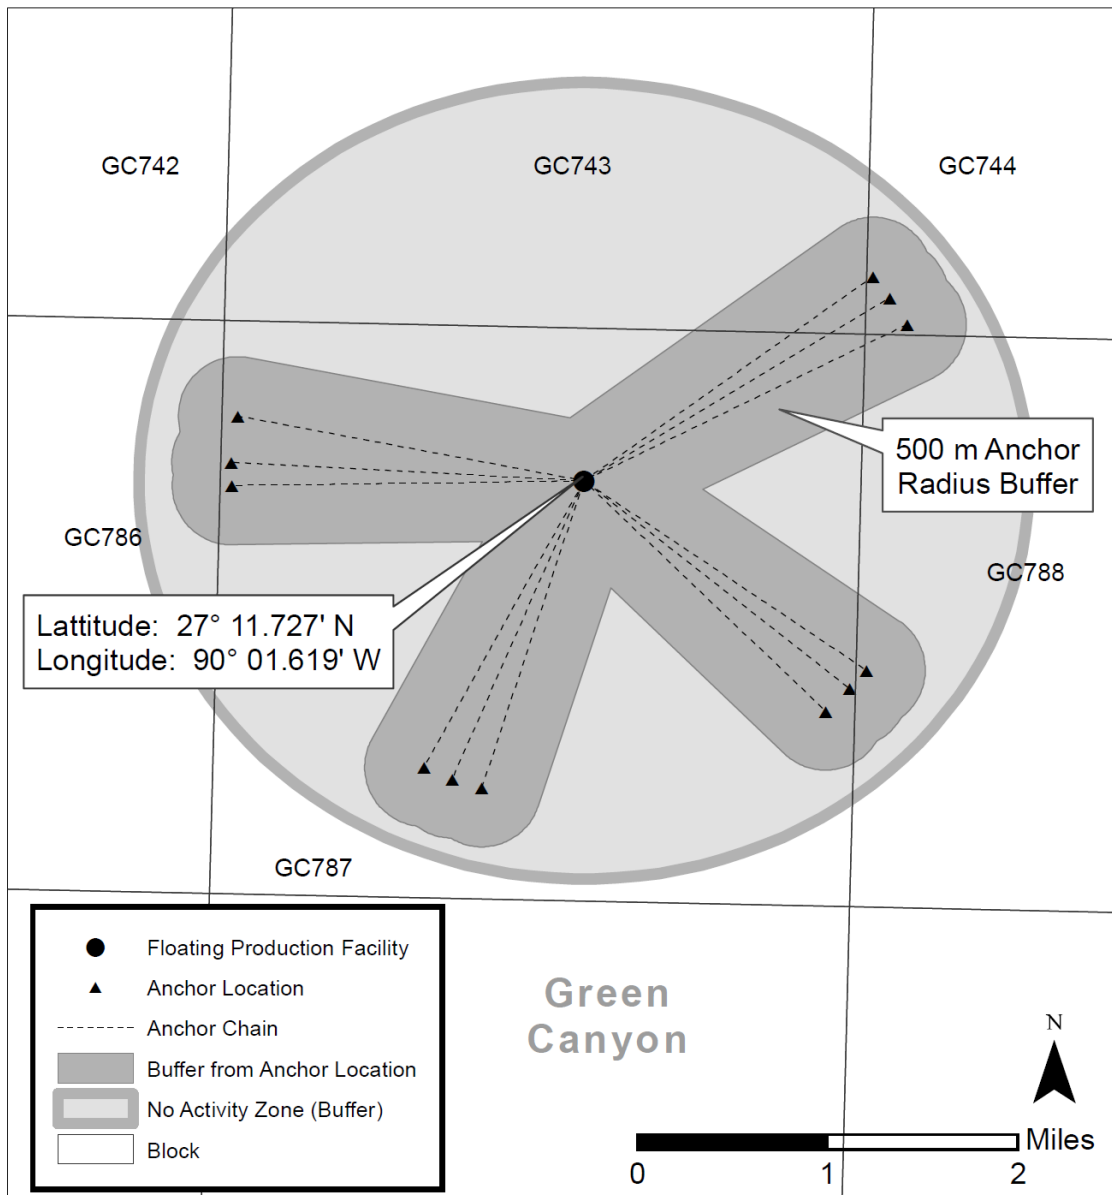 GC742
GC743
GC744
500 m Anchor
Radius Buffer
GC786
GC788
Lattitude: 27° 11.727' N
Longitude: 90° 01.619' W
GC787
Floating Production Facility
Anchor Location
Anchor Chain
Buffer from Anchor Location
No Activity Zone (Buffer)
Block
Green
Canyon
N
Miles
0 1 2